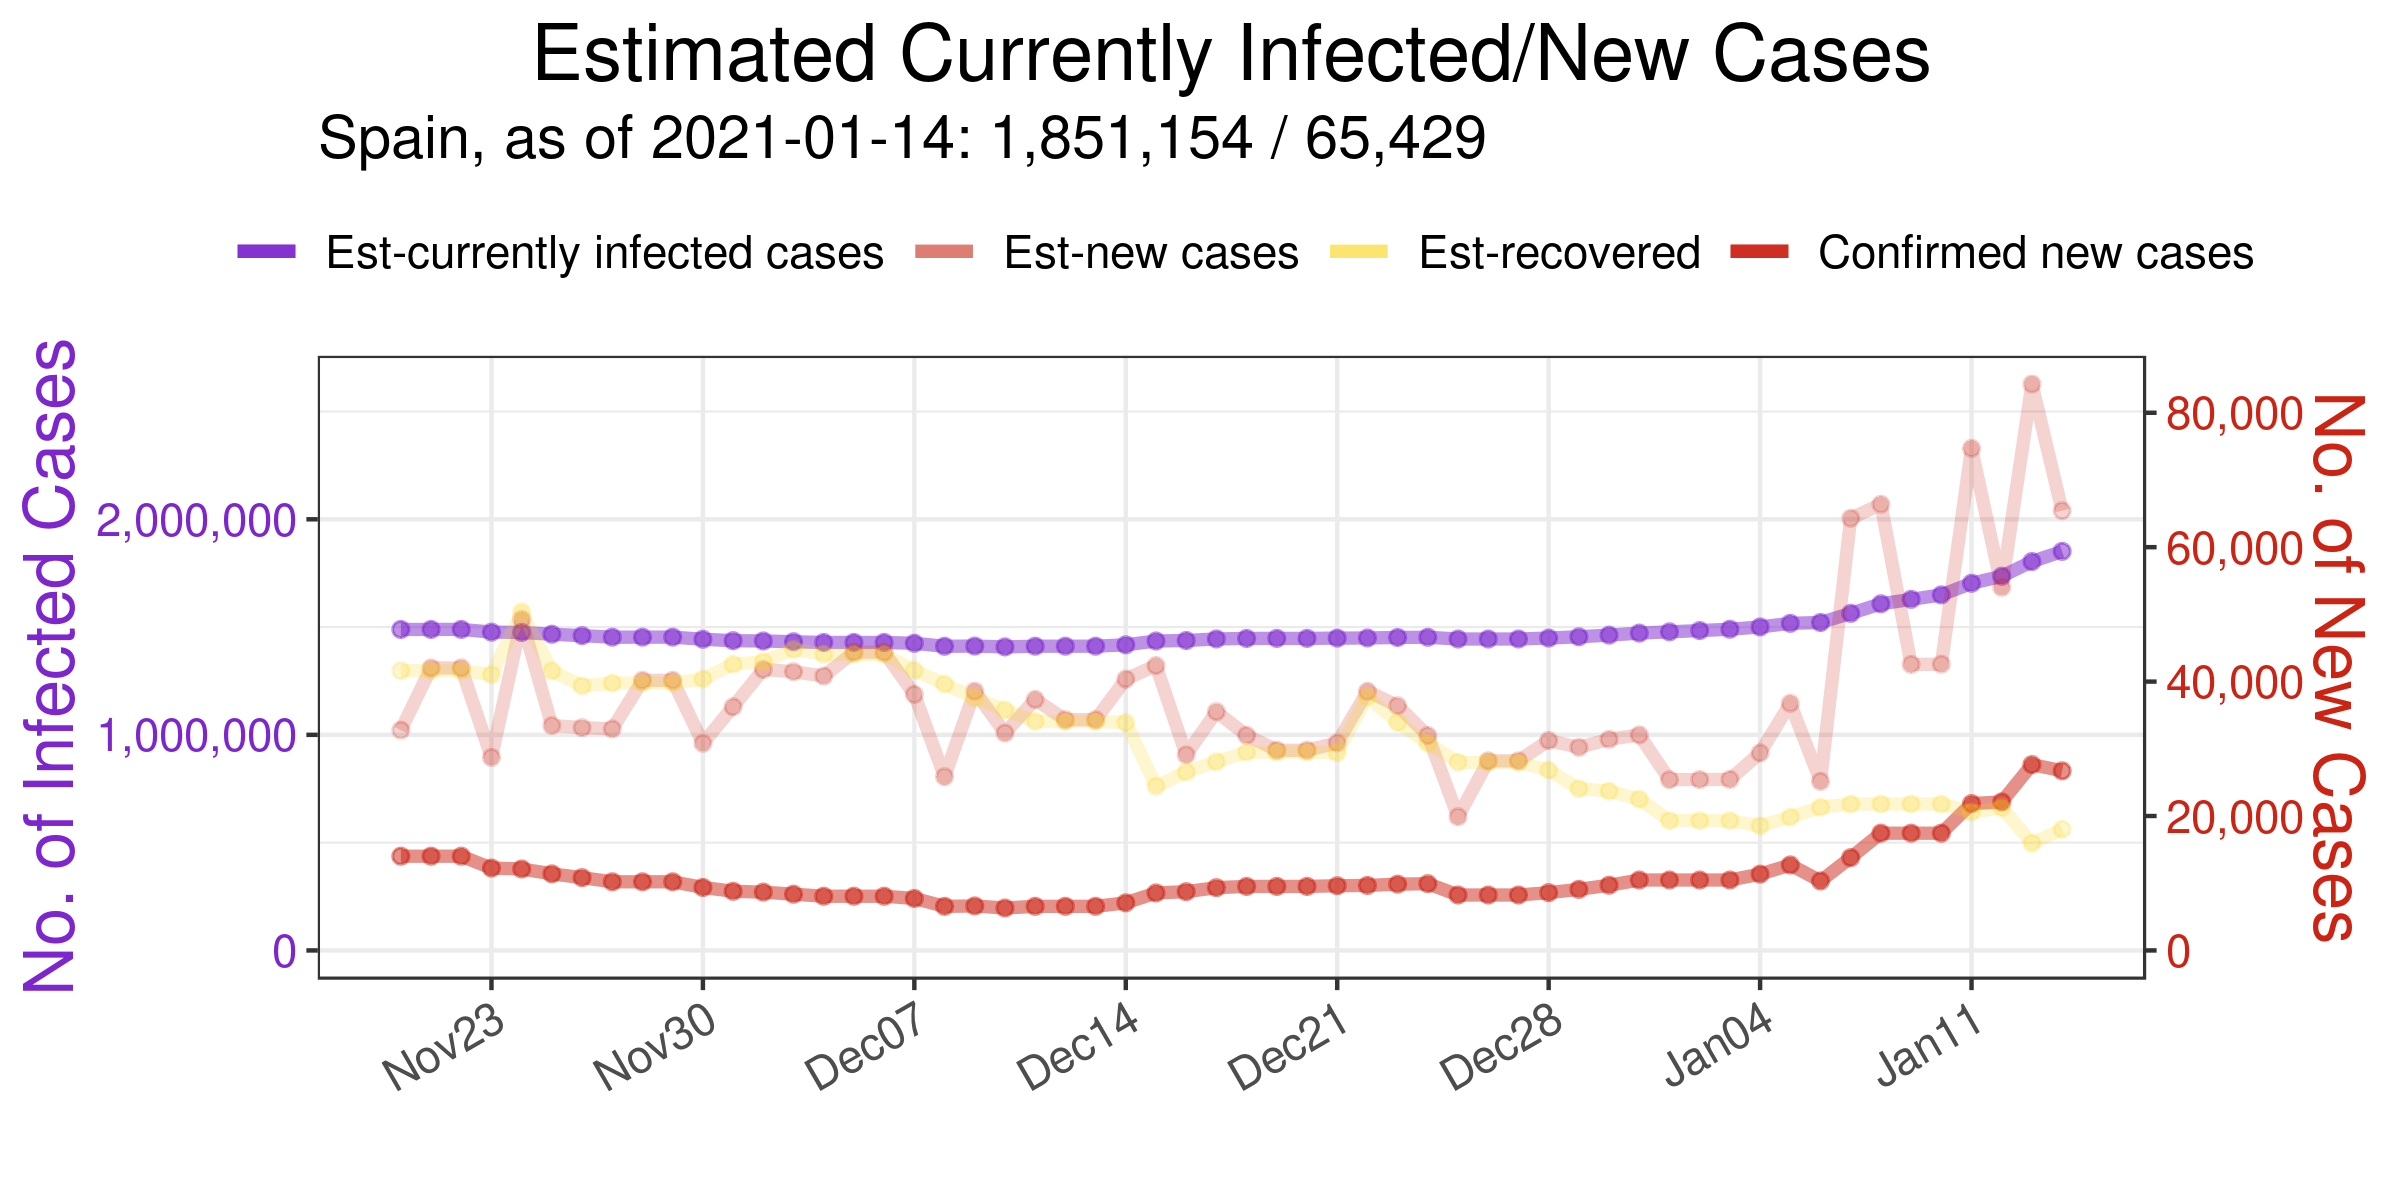 Estimated Currently Infected/New Cases
Spain, as of 2021-01-14: 1,851,154 / 65,429
Est-currently infected cases Est-new cases Est-recovered Confirmed new cases
No. of Infected Cases
2,000,000
1,000,000
0
80,000
60,000
40,000
20,000
0
No. of New Cases
Nov23 Nov30 Dec07 Dec14 Dec21 Dec28 Jan04 Jan11